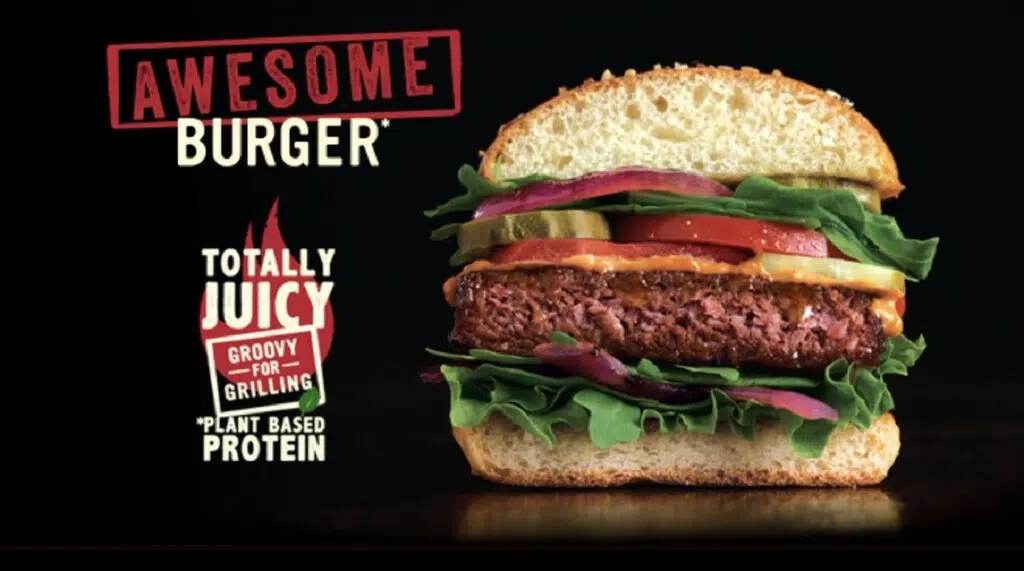 AWESOME
BURGER*
TOTALLY
JUICY
GROOVY
FOR
GRILLING
*PLANT BASED
PROTEIN